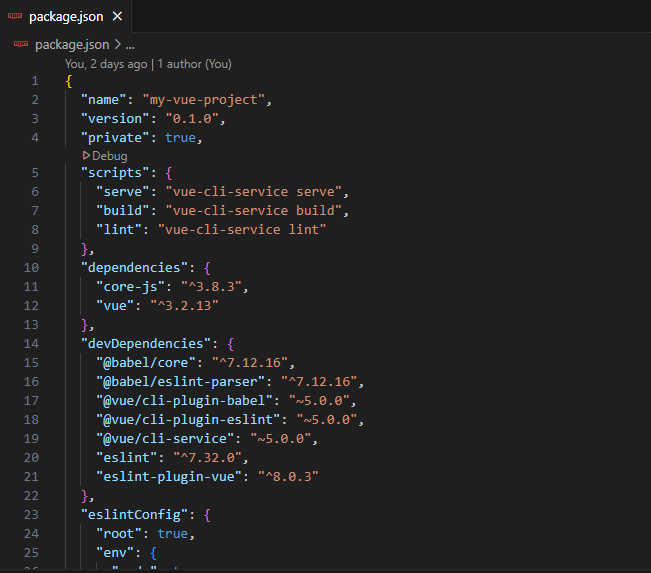 package.json
package.json > ...
You, 2 days ago | 1 author (You)
1 {
2 "name": "my-vue-project",
3 "version": "0.1.0",
4 "private": true,
Debug
5 "scripts": {
6 "serve": "vue-cli-service serve",
7 "build": "vue-cli-service build",
8 "lint": "vue-cli-service lint"
9 },
10 "dependencies": {
11 "core-js": "^3.8.3",
12 "vue": "^3.2.13"
13 },
14 "devDependencies": {
15 "@babel/core": "^7.12.16",
16 "@babel/eslint-parser": "^7.12.16",
17 "@vue/cli-plugin-babel": "~5.0.0",
18 "@vue/cli-plugin-eslint": "~5.0.0",
19 "@vue/cli-service": "~5.0.0",
20 "eslint": "^7.32.0",
21 "eslint-plugin-vue": "^8.0.3"
22 },
23 "eslintConfig": {
24 "root": true,
25 "env": {